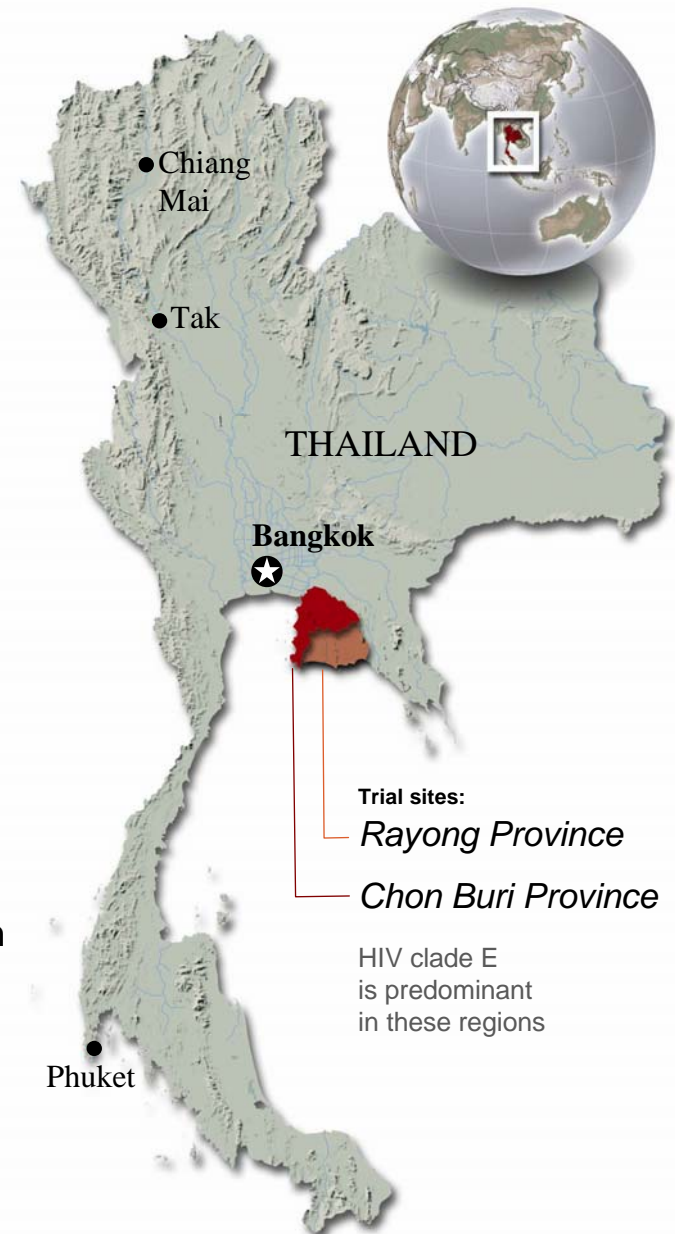 Chiang
Mai
Tak
THAILAND
Bangkok
Trial sites:
Rayong Province
Chon Buri Province
HIV clade E
is predominant
in these regions
Phuket